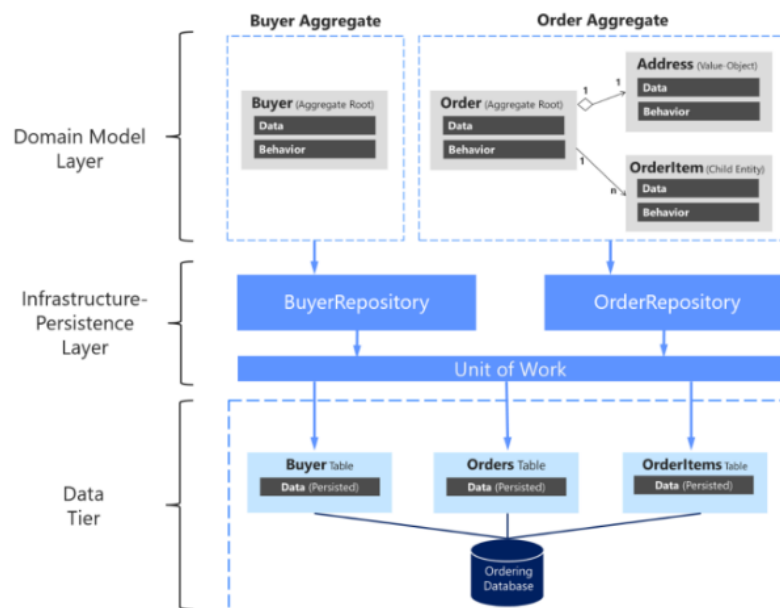 Buyer Aggregate
Order Aggregate
Domain Model
Layer
Buyer (Aggregate Root)
Data
Behavior
Order (Aggregate Root)
Data
Behavior
1
1
Address (Value-Object)
Data
Behavior
1
n
OrderItem (Child Entity)
Data
Behavior
Infrastructure-
Persistence
Layer
BuyerRepository
OrderRepository
Unit of Work
Data
Tier
Buyer Table
Data (Persisted)
Orders Table
Data (Persisted)
OrderItems Table
Data (Persisted)
Ordering
Database